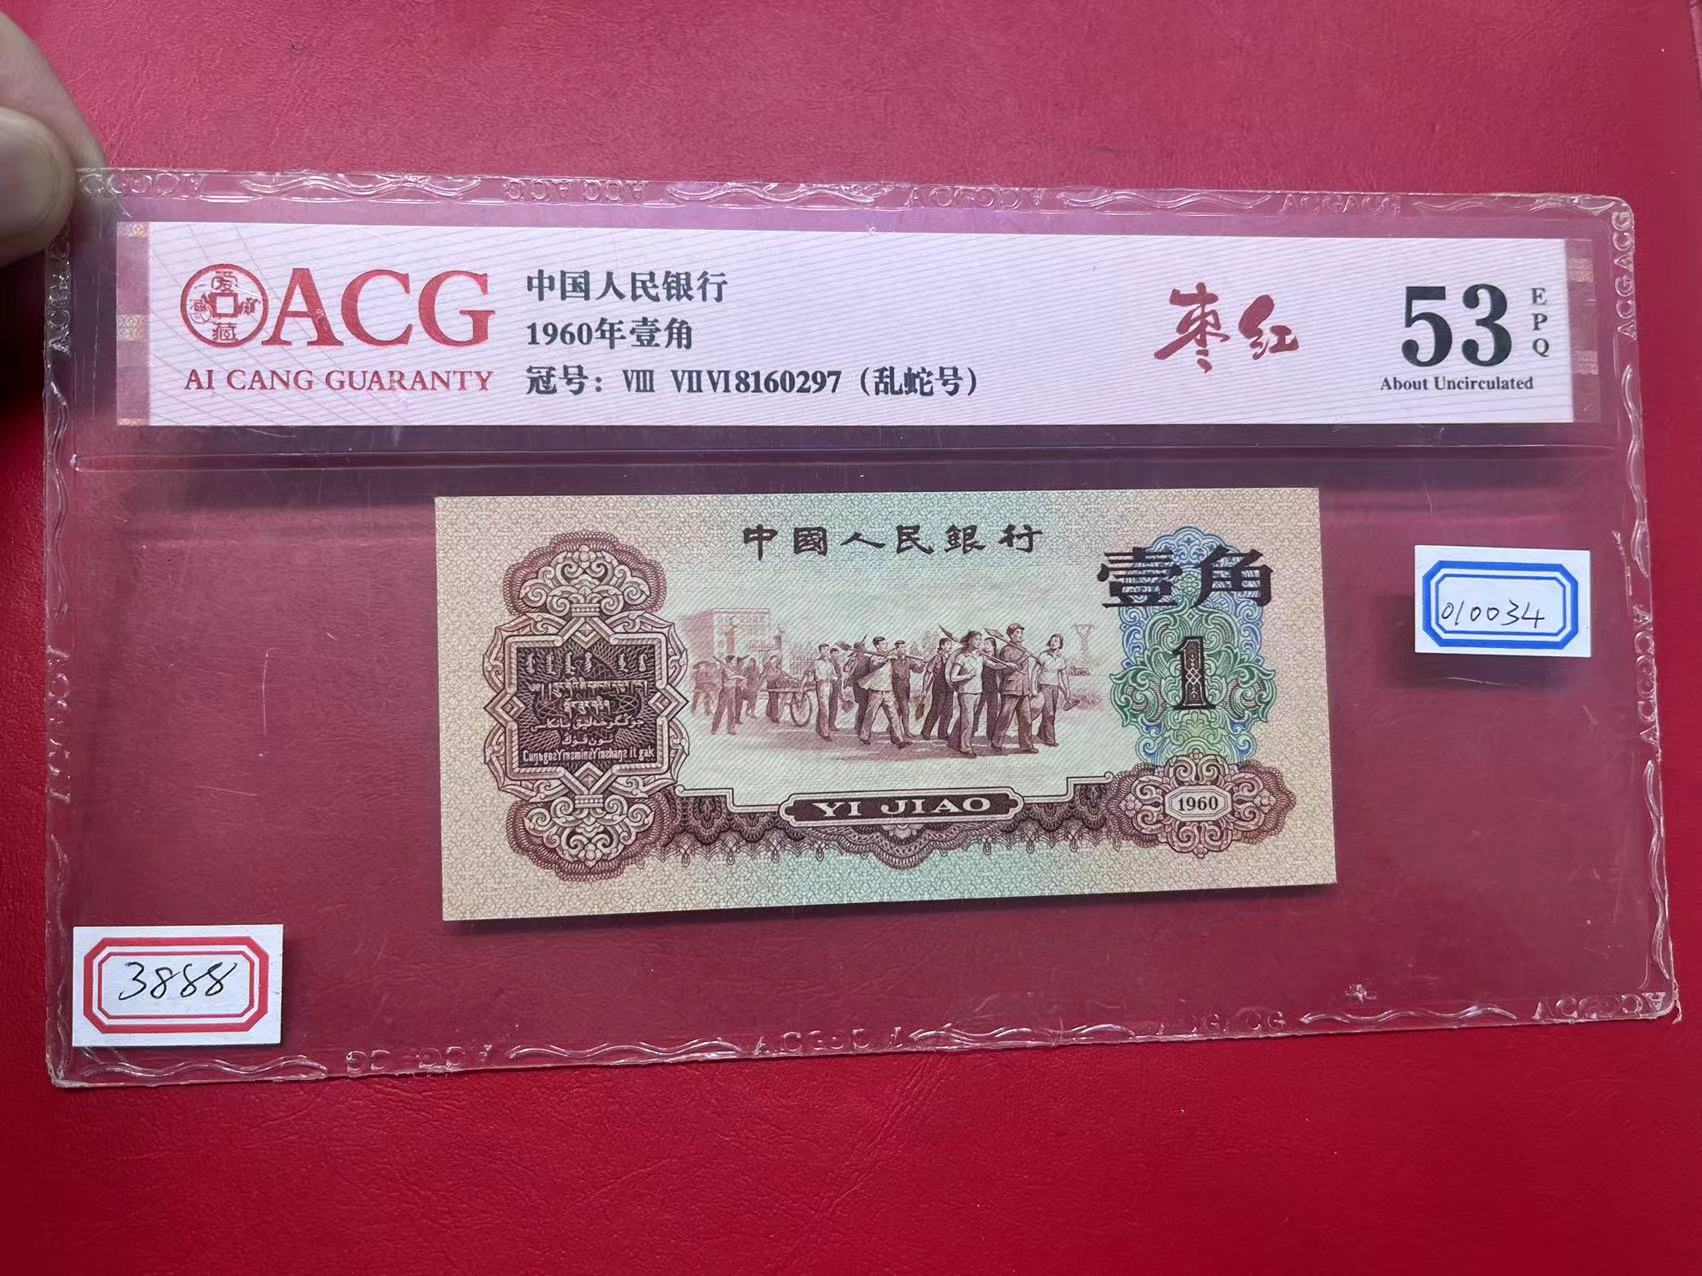 ACG
AI CANG GUARANTY
中国人民银行
1960年壹角
冠号：Ⅷ ⅦⅥ8160297（乱蛇号）
枣红
53
EPQ
About Uncirculated
中國人民銀行
壹角
1
YI JIAO
1960
010034
3888